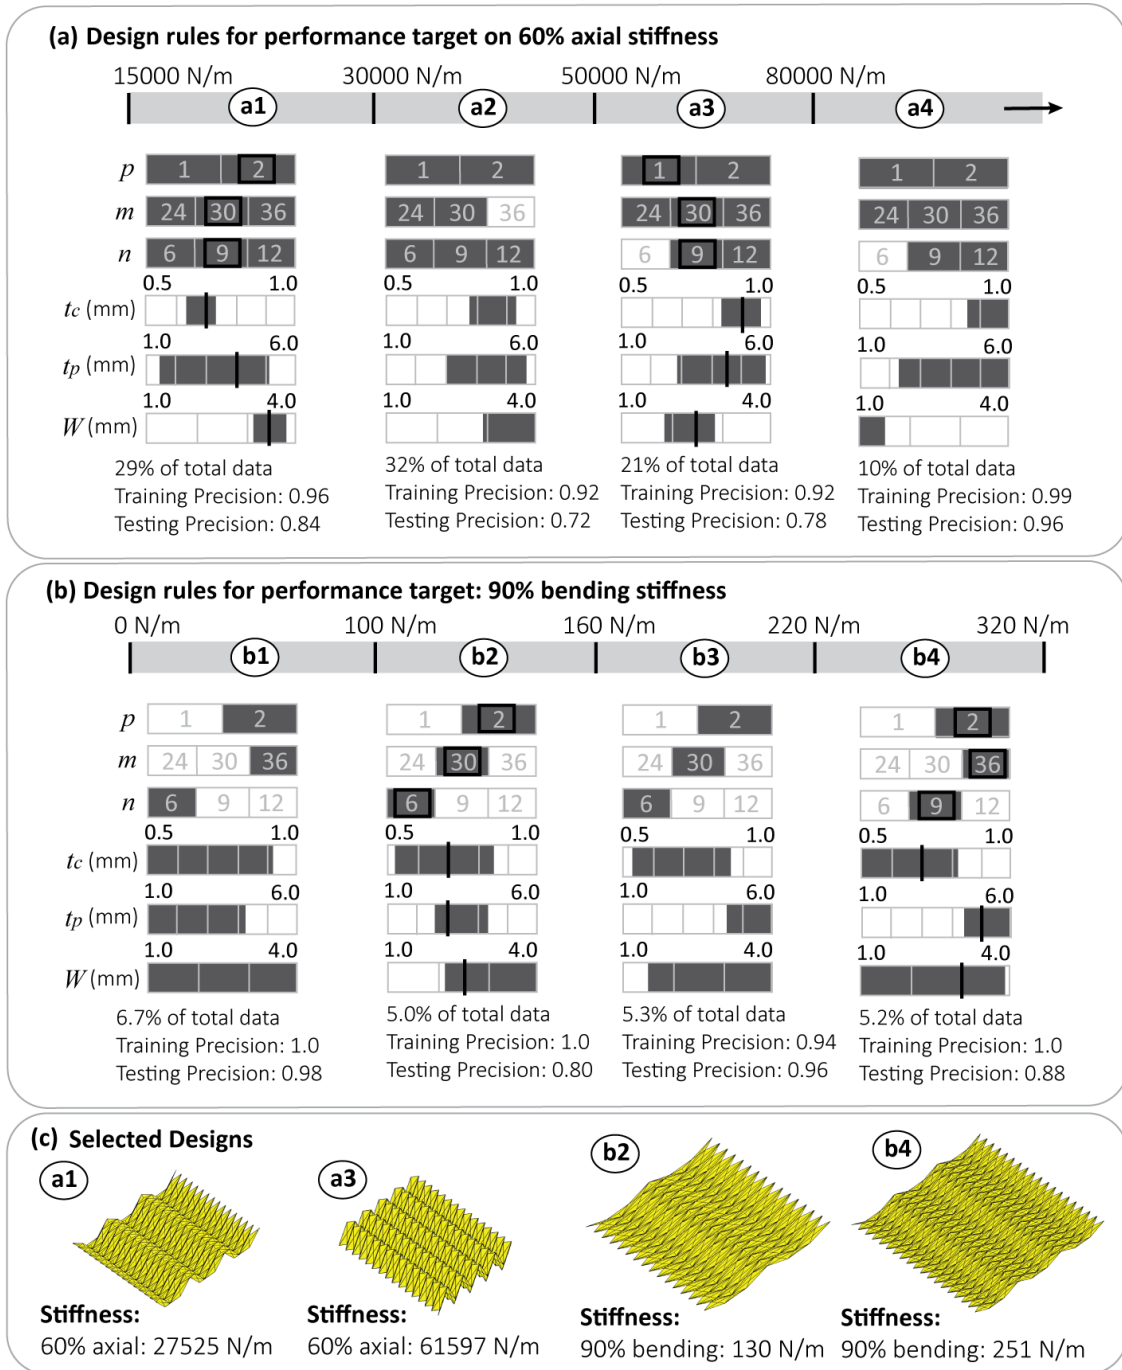 (a) Design rules for performance target on 60% axial stiffness
15000 N/m 30000 N/m 50000 N/m 80000 N/m
a1 a2 a3 a4
p 1 2 1 2 1 2 1 2
m 24 30 36 24 30 36 24 30 36 24 30 36
n 6 9 12 6 9 12 6 9 12 6 9 12
0.5 1.0 0.5 1.0 0.5 1.0 0.5 1.0
tc (mm)
1.0 6.0 1.0 6.0 1.0 6.0 1.0 6.0
tp (mm)
1.0 4.0 1.0 4.0 1.0 4.0 1.0 4.0
W (mm)
29% of total data 32% of total data 21% of total data 10% of total data
Training Precision: 0.96 Training Precision: 0.92 Training Precision: 0.92 Training Precision: 0.99
Testing Precision: 0.84 Testing Precision: 0.72 Testing Precision: 0.78 Testing Precision: 0.96
(b) Design rules for performance target: 90% bending stiffness
0 N/m 100 N/m 160 N/m 220 N/m 320 N/m
b1 b2 b3 b4
p 1 2 1 2 1 2 1 2
m 24 30 36 24 30 36 24 30 36 24 30 36
n 6 9 12 6 9 12 6 9 12 6 9 12
0.5 1.0 0.5 1.0 0.5 1.0 0.5 1.0
tc (mm)
1.0 6.0 1.0 6.0 1.0 6.0 1.0 6.0
tp (mm)
1.0 4.0 1.0 4.0 1.0 4.0 1.0 4.0
W (mm)
6.7% of total data 5.0% of total data 5.3% of total data 5.2% of total data
Training Precision: 1.0 Training Precision: 1.0 Training Precision: 0.94 Training Precision: 1.0
Testing Precision: 0.98 Testing Precision: 0.80 Testing Precision: 0.96 Testing Precision: 0.88
(c) Selected Designs
a1 a3 b2 b4
Stiffness: Stiffness: Stiffness: Stiffness:
60% axial: 27525 N/m 60% axial: 61597 N/m 90% bending: 130 N/m 90% bending: 251 N/m